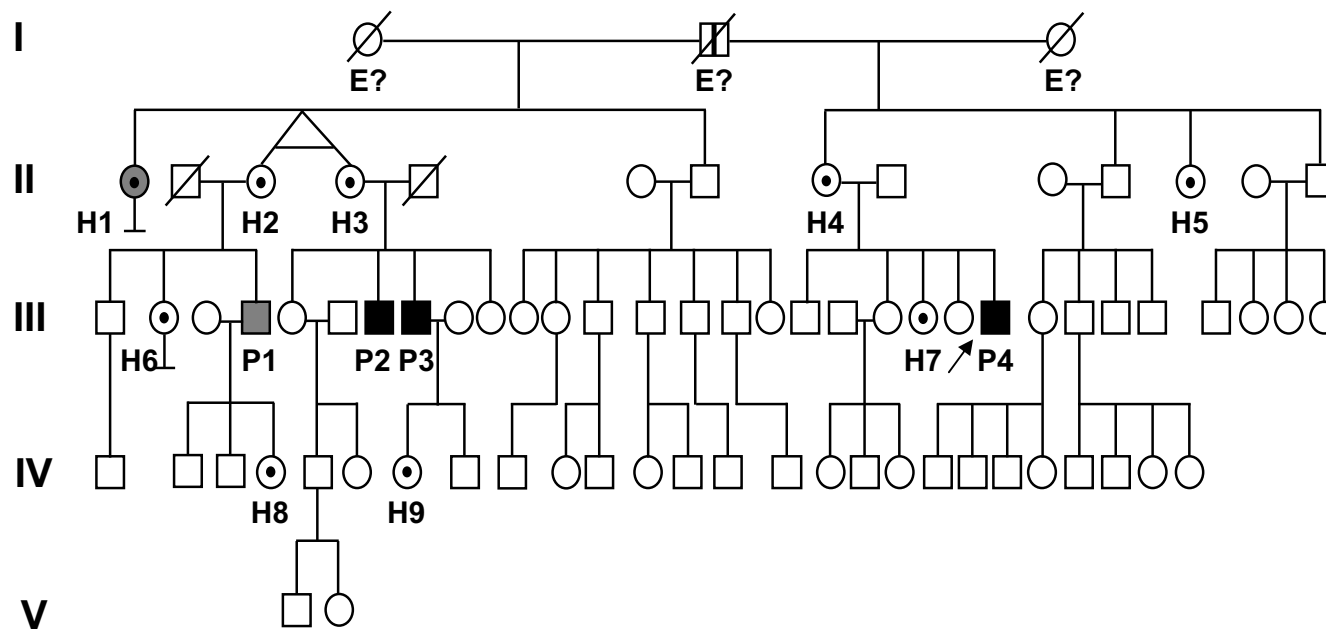 I
E? E? E?
II
H1 H2 H3 H4 H5
III
H6 P1 P2 P3 H7 P4
IV
H8 H9
V